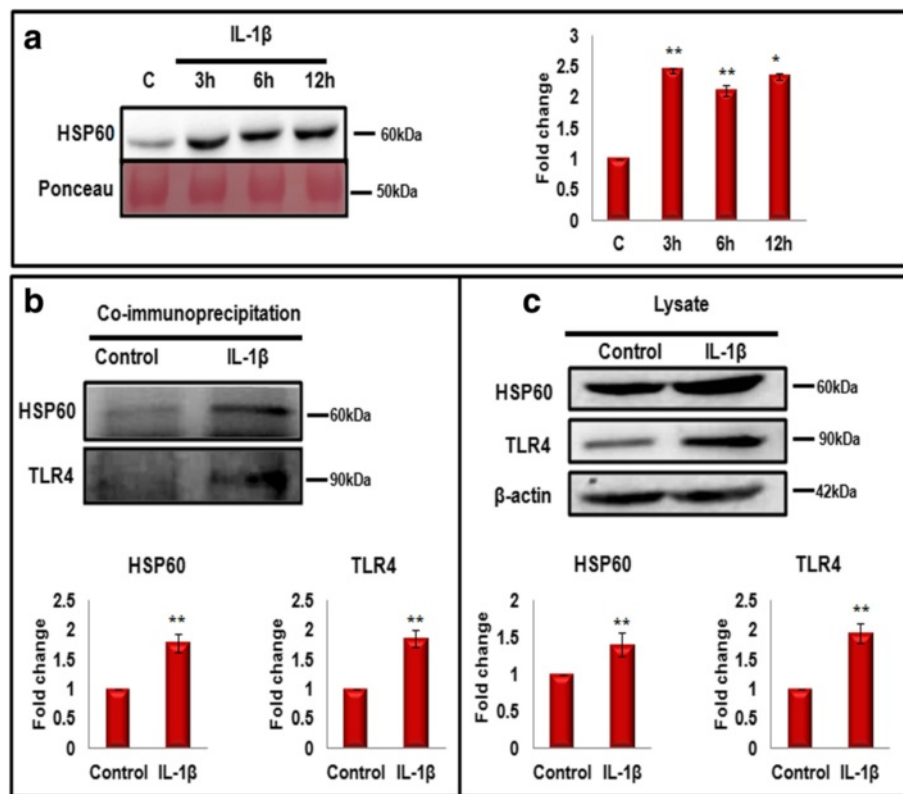 a
IL-1β
C 3h 6h 12h
HSP60
60kDa
Ponceau
50kDa
Fold change
3
2.5
2
1.5
1
0.5
0
** ** *
C 3h 6h 12h
b
Co-immunoprecipitation
Control IL-1β
HSP60
60kDa
TLR4
90kDa
HSP60
Fold change
2.5
2
1.5
1
0.5
0
**
Control IL-1β
TLR4
Fold change
2.5
2
1.5
1
0.5
0
**
Control IL-1β
c
Lysate
Control IL-1β
HSP60
60kDa
TLR4
90kDa
β-actin
42kDa
HSP60
Fold change
2
1.5
1
0.5
0
**
Control IL-1β
TLR4
Fold change
2.5
2
1.5
1
0.5
0
**
Control IL-1β